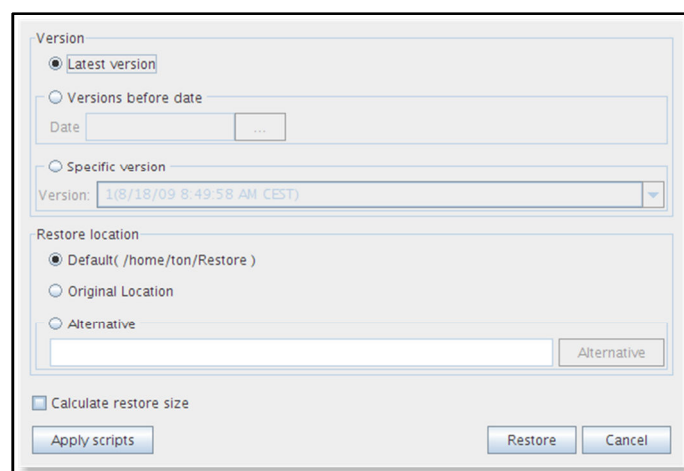 Version
Latest version
Versions before date
Date ...
Specific version
Version: 1(8/18/09 8:49:58 AM CEST)
Restore location
Default( /home/ton/Restore )
Original Location
Alternative
Alternative
Calculate restore size
Apply scripts Restore Cancel